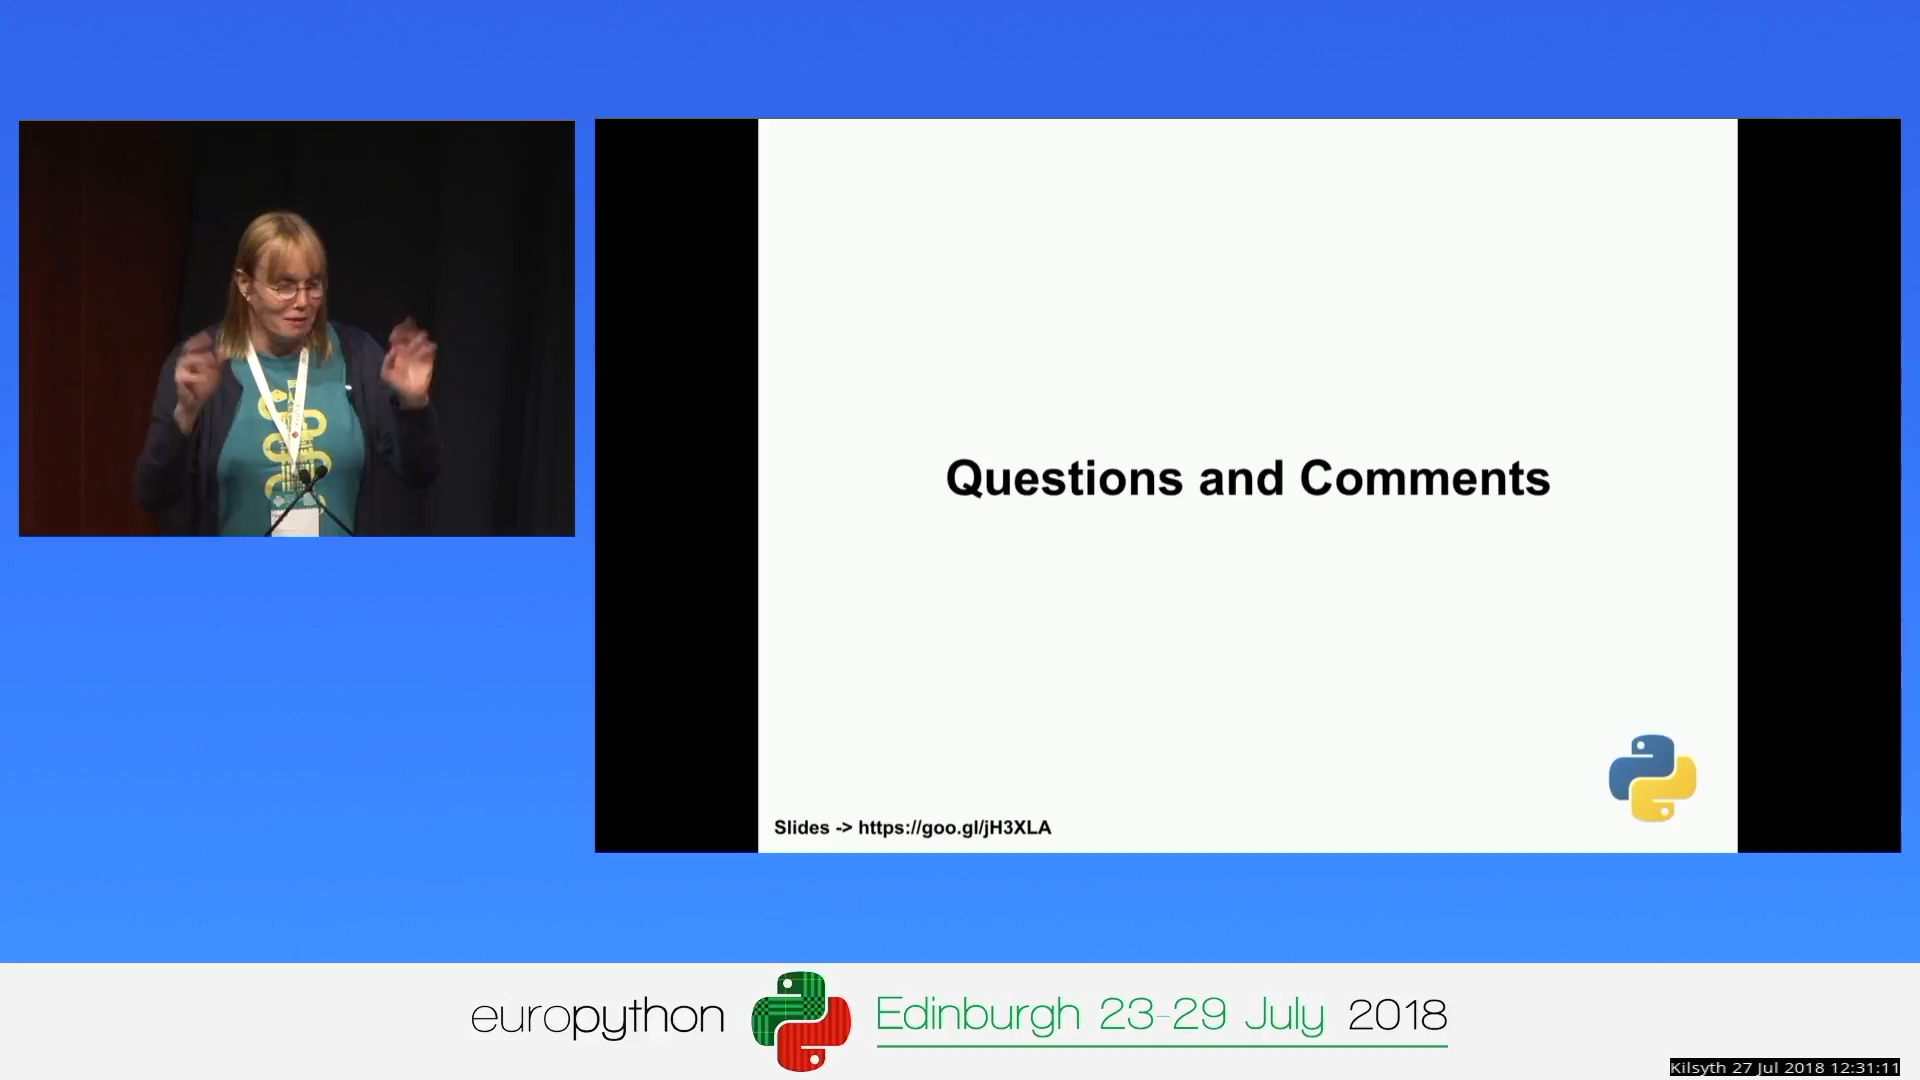 Questions and Comments
Slides -> https://goo.gl/jH3XLA
europython
Edinburgh 23-29 July 2018
Kilsyth 27 Jul 2018 12:31:11